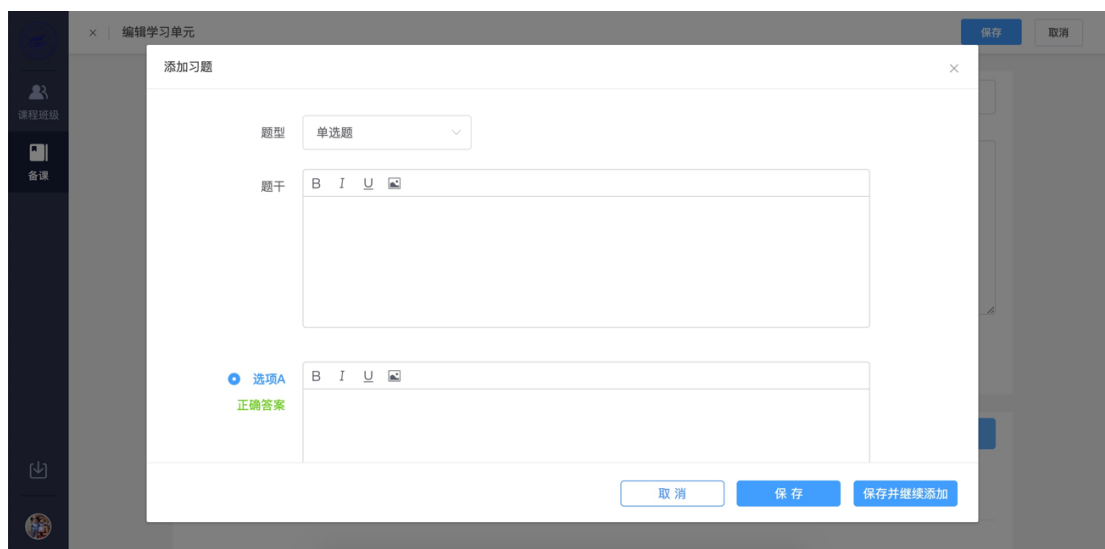 编辑学习单元
保存
取消
添加习题
课程班级
备课
题型
单选题
题干
B I U
选项A
B I U
正确答案
取消
保存
保存并继续添加